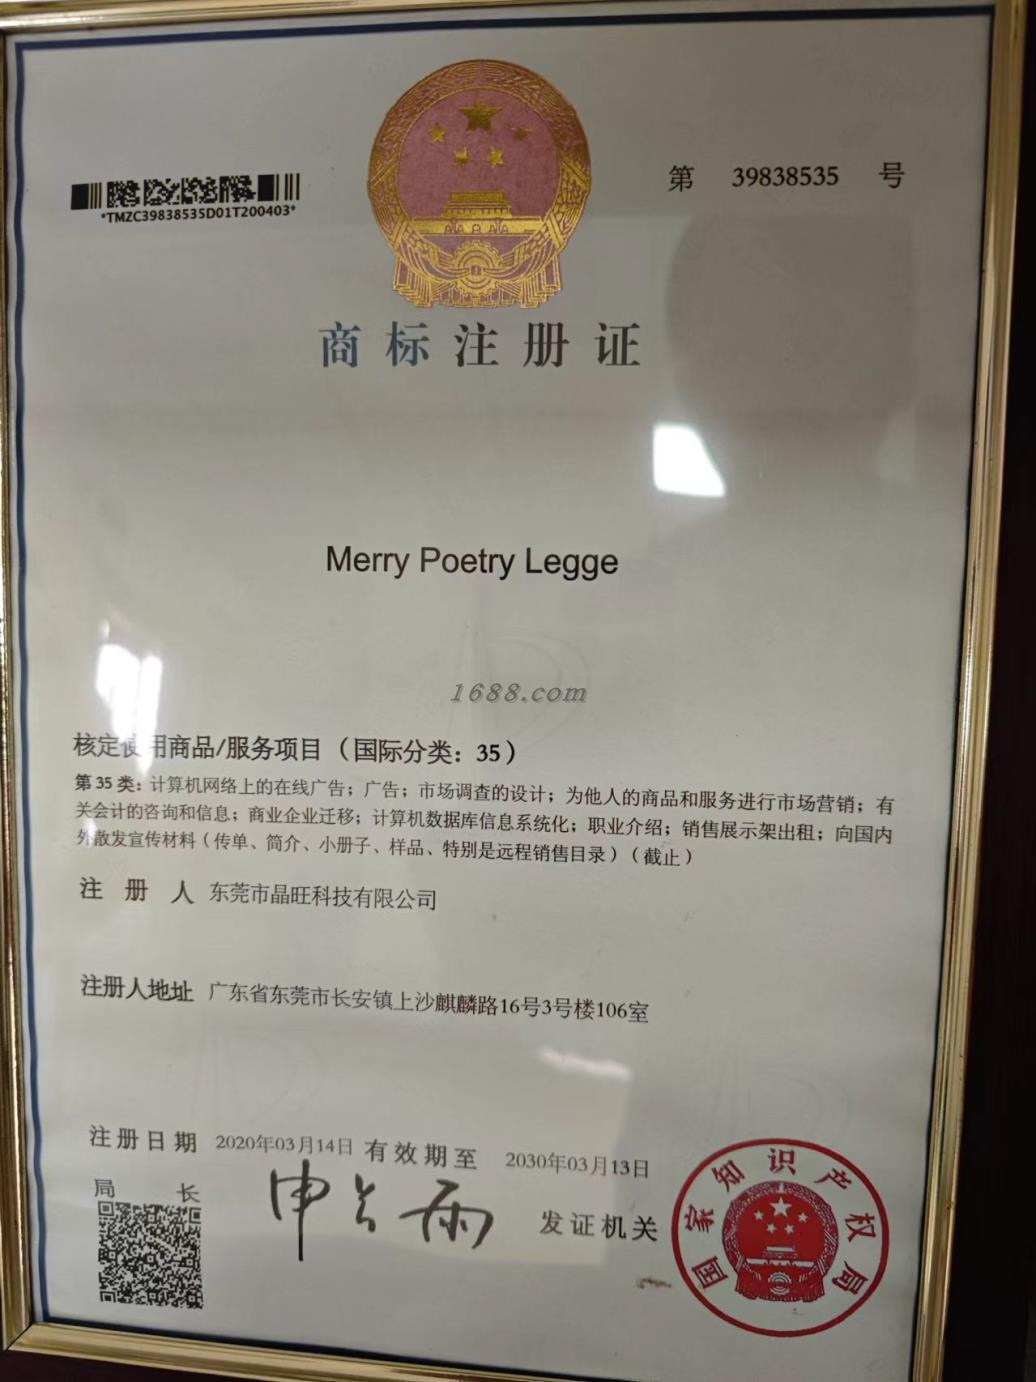 第 39838535 号
*TMZC39838535D01T200403*
商标注册证
Merry Poetry Legge
1688.com
核定使用商品/服务项目（国际分类：35）
第35类：计算机网络上的在线广告；广告；市场调查的设计；为他人的商品和服务进行市场营销；有
关会计的咨询和信息；商业企业迁移；计算机数据库信息系统化；职业介绍；销售展示架出租；向国内
外散发宣传材料（传单、简介、小册子、样品、特别是远程销售目录）（截止）
注册人 东莞市晶旺科技有限公司
注册人地址 广东省东莞市长安镇上沙麒麟路16号3号楼106室
注册日期 2020年03月14日 有效期至 2030年03月13日
局长 申长雨 发证机关
国家知识产权局